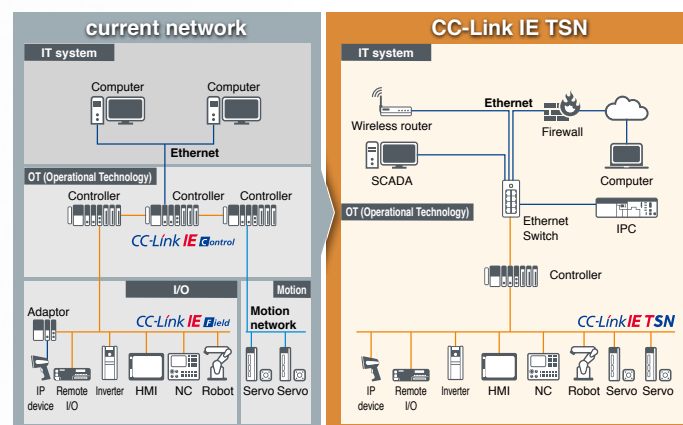 current network
IT system
Computer
Computer
Ethernet
OT (Operational Technology)
Controller
Controller
Controller
CC-Link IE Control
I/O
Motion
Adaptor
CC-Link IE Field
Motion
network
IP
device
Remote
I/O
Inverter
HMI
NC
Robot
Servo
Servo
CC-Link IE TSN
IT system
Wireless router
Ethernet
Firewall
SCADA
Computer
OT (Operational Technology)
Ethernet
Switch
IPC
Controller
CC-Link IE TSN
IP
device
Remote
I/O
Inverter
HMI
NC
Robot
Servo
Servo